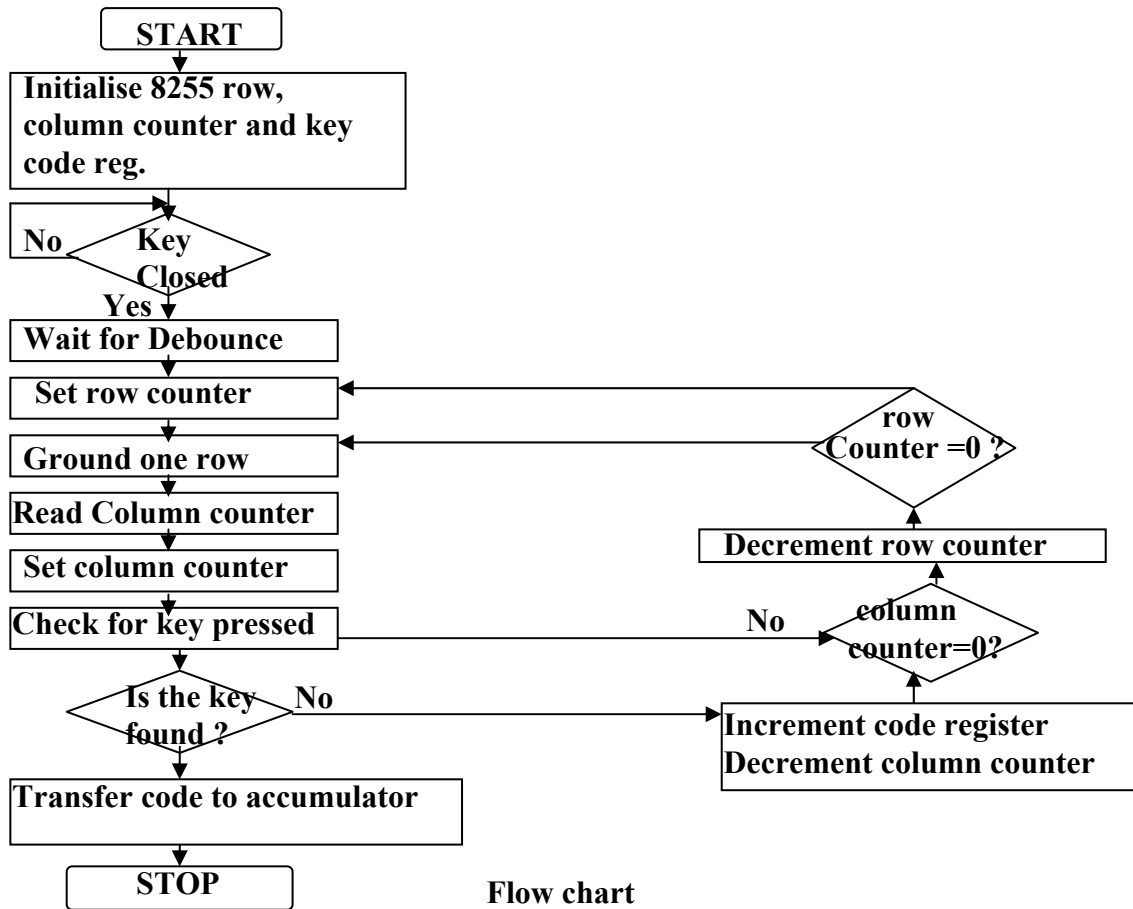 START
Initialise 8255 row,
column counter and key
code reg.
No
Key
Closed
Yes
Wait for Debounce
Set row counter
Ground one row
Read Column counter
Set column counter
Check for key pressed
Is the key
found ?
No
Transfer code to accumulator
STOP
row
Counter =0 ?
Decrement row counter
No
column
counter=0?
Increment code register
Decrement column counter
Flow chart